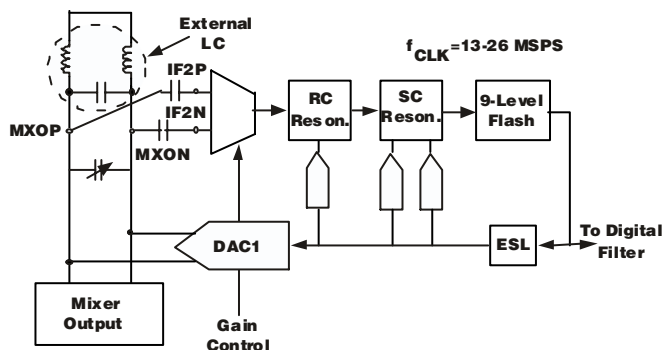 External
LC
f CLK =13-26 MSPS
IF2P
IF2N
MXOP
MXON
RC
Reson.
SC
Reson.
9-Level
Flash
DAC1
ESL
To Digital
Filter
Mixer
Output
Gain
Control